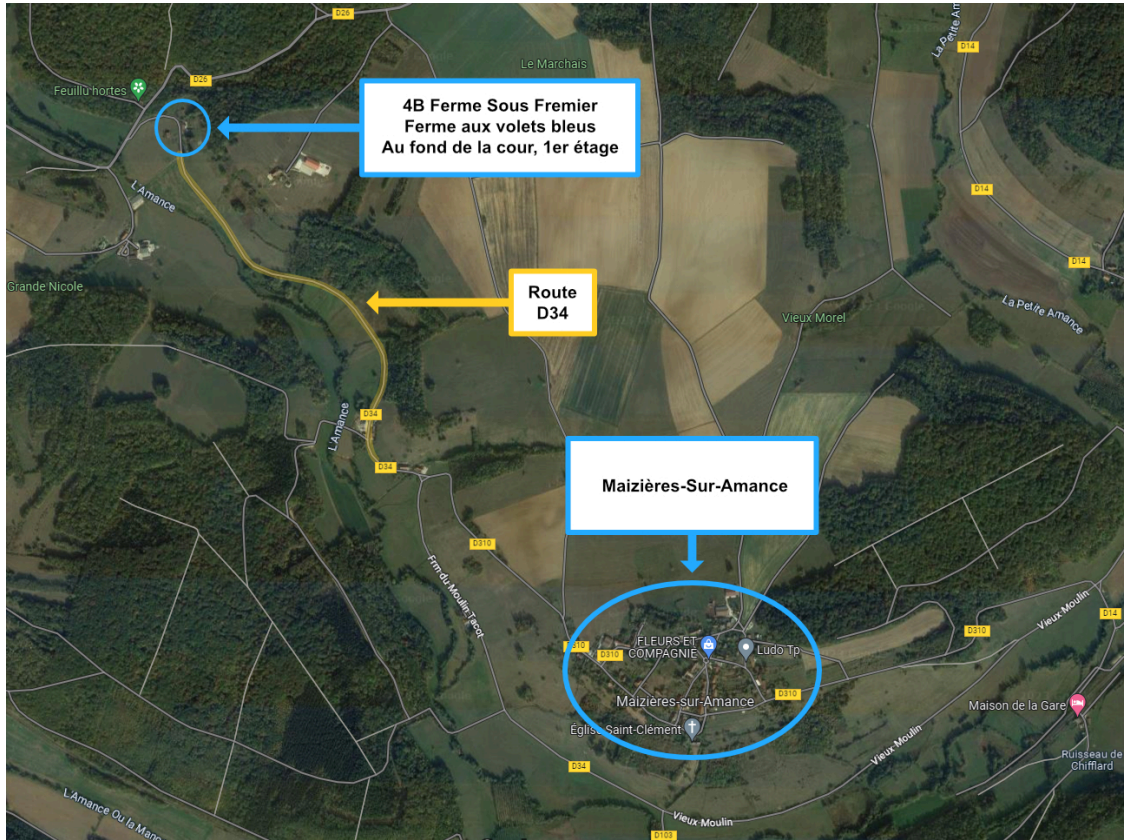 D26
D14
La Petite Am
Le Marchais
D26
Feuillu hortes
4B Ferme Sous Fremier
Ferme aux volets bleus
Au fond de la cour, 1er étage
D14
L'Amance
D14
Grande Nicole
Route
D34
La Petite Amance
Vieux Morel
D34
L'Amance
D34
Maizières-Sur-Amance
D310
Frm du Moulin Tacot
Vieux Moulin
D14
D310
FLEURS ET
COMPAGNIE
Ludo Tp
D310
D310
D310
Maizières-sur-Amance
Maison de la Gare
Église Saint-Clément
Vieux Moulin
Ruisseau de
Chifflard
D34
L'Amance Ou la Manc
Vieux Moulin
D103